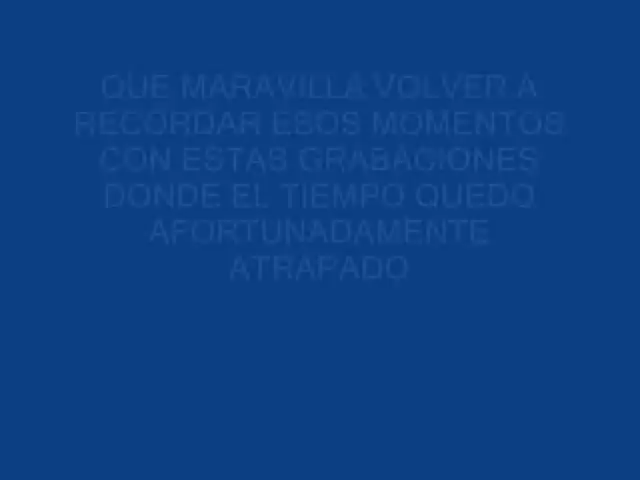 QUE MARAVILLA VOLVER A
RECORDAR ESOS MOMENTOS
CON ESTAS GRABACIONES
DONDE EL TIEMPO QUEDO
AFORTUNADAMENTE
ATRAPADO